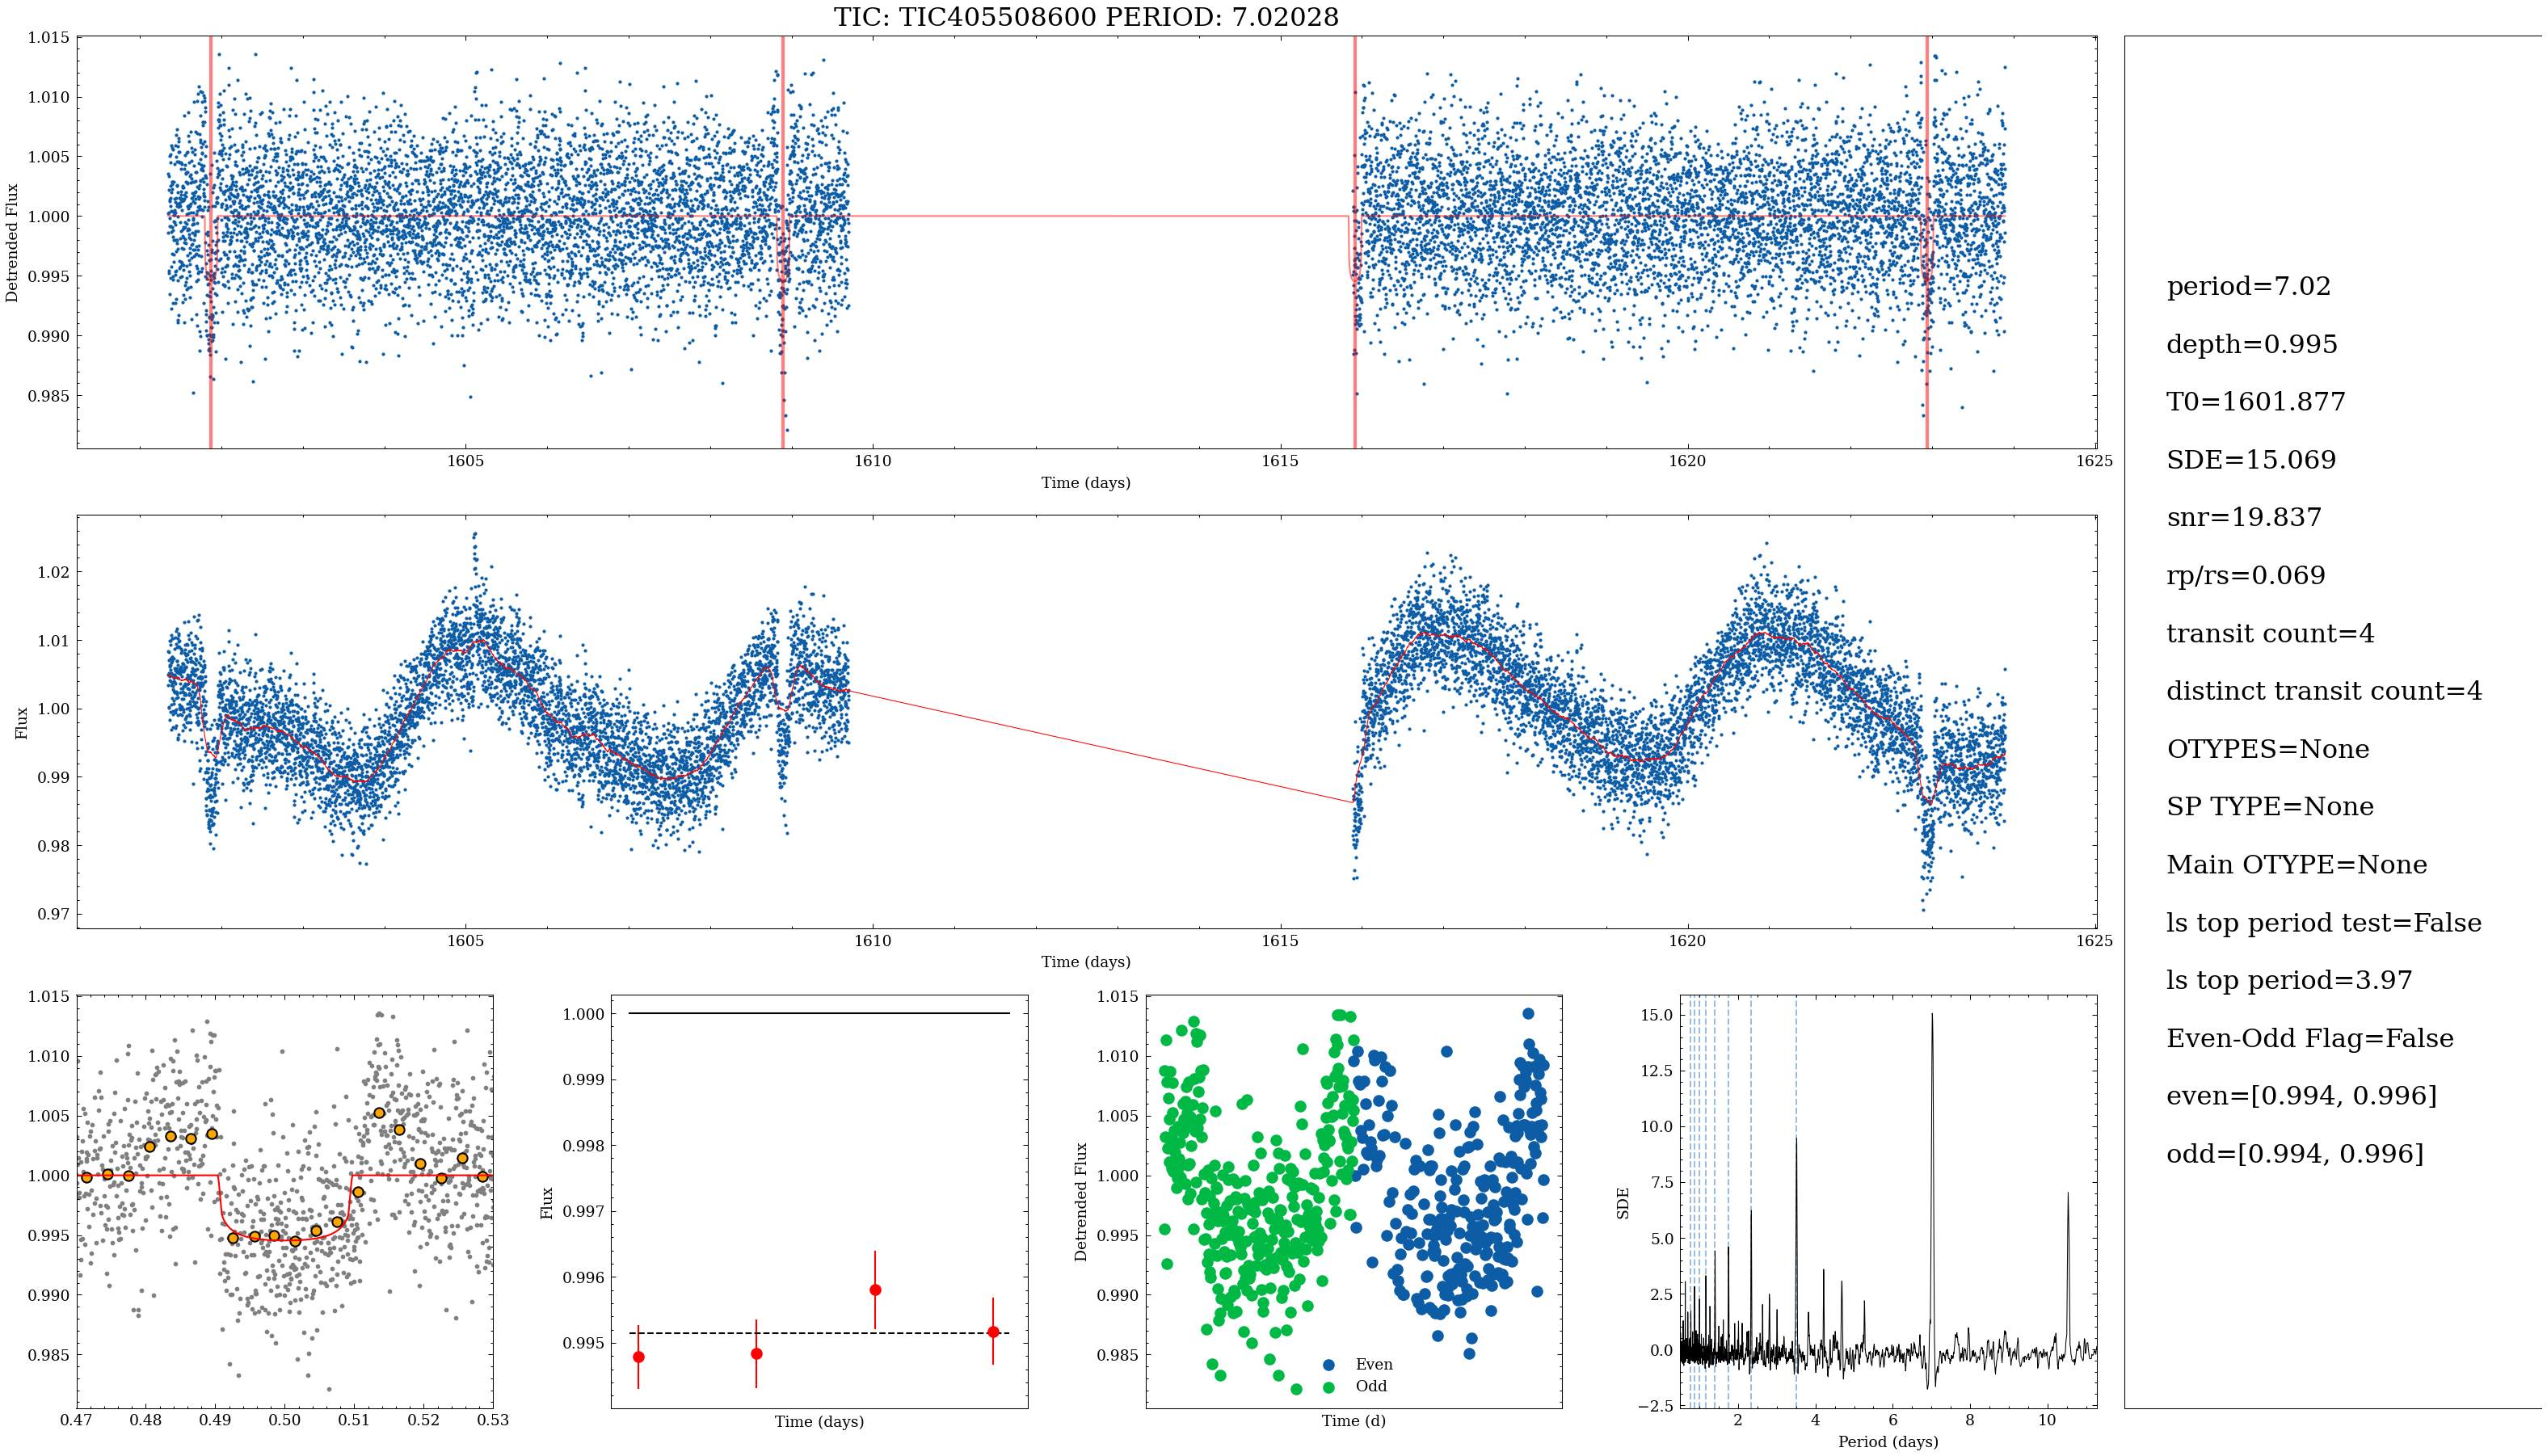 TIC: TIC405508600 PERIOD: 7.02028
1.015
1.010
1.005
1.000
0.995
0.990
0.985
Detrended Flux
1605
1610
1615
1620
1625
Time (days)
1.02
1.01
1.00
0.99
0.98
0.97
Flux
1605
1610
1615
1620
1625
Time (days)
1.015
1.010
1.005
1.000
0.995
0.990
0.985
0.47
0.48
0.49
0.50
0.51
0.52
0.53
1.000
0.999
0.998
0.997
0.996
0.995
Flux
Time (days)
1.015
1.010
1.005
1.000
0.995
0.990
0.985
Detrended Flux
Even
Odd
Time (d)
15.0
12.5
10.0
7.5
5.0
2.5
0.0
−2.5
SDE
2
4
6
8
10
Period (days)
period=7.02
depth=0.995
T0=1601.877
SDE=15.069
snr=19.837
rp/rs=0.069
transit count=4
distinct transit count=4
OTYPES=None
SP TYPE=None
Main OTYPE=None
ls top period test=False
ls top period=3.97
Even-Odd Flag=False
even=[0.994, 0.996]
odd=[0.994, 0.996]